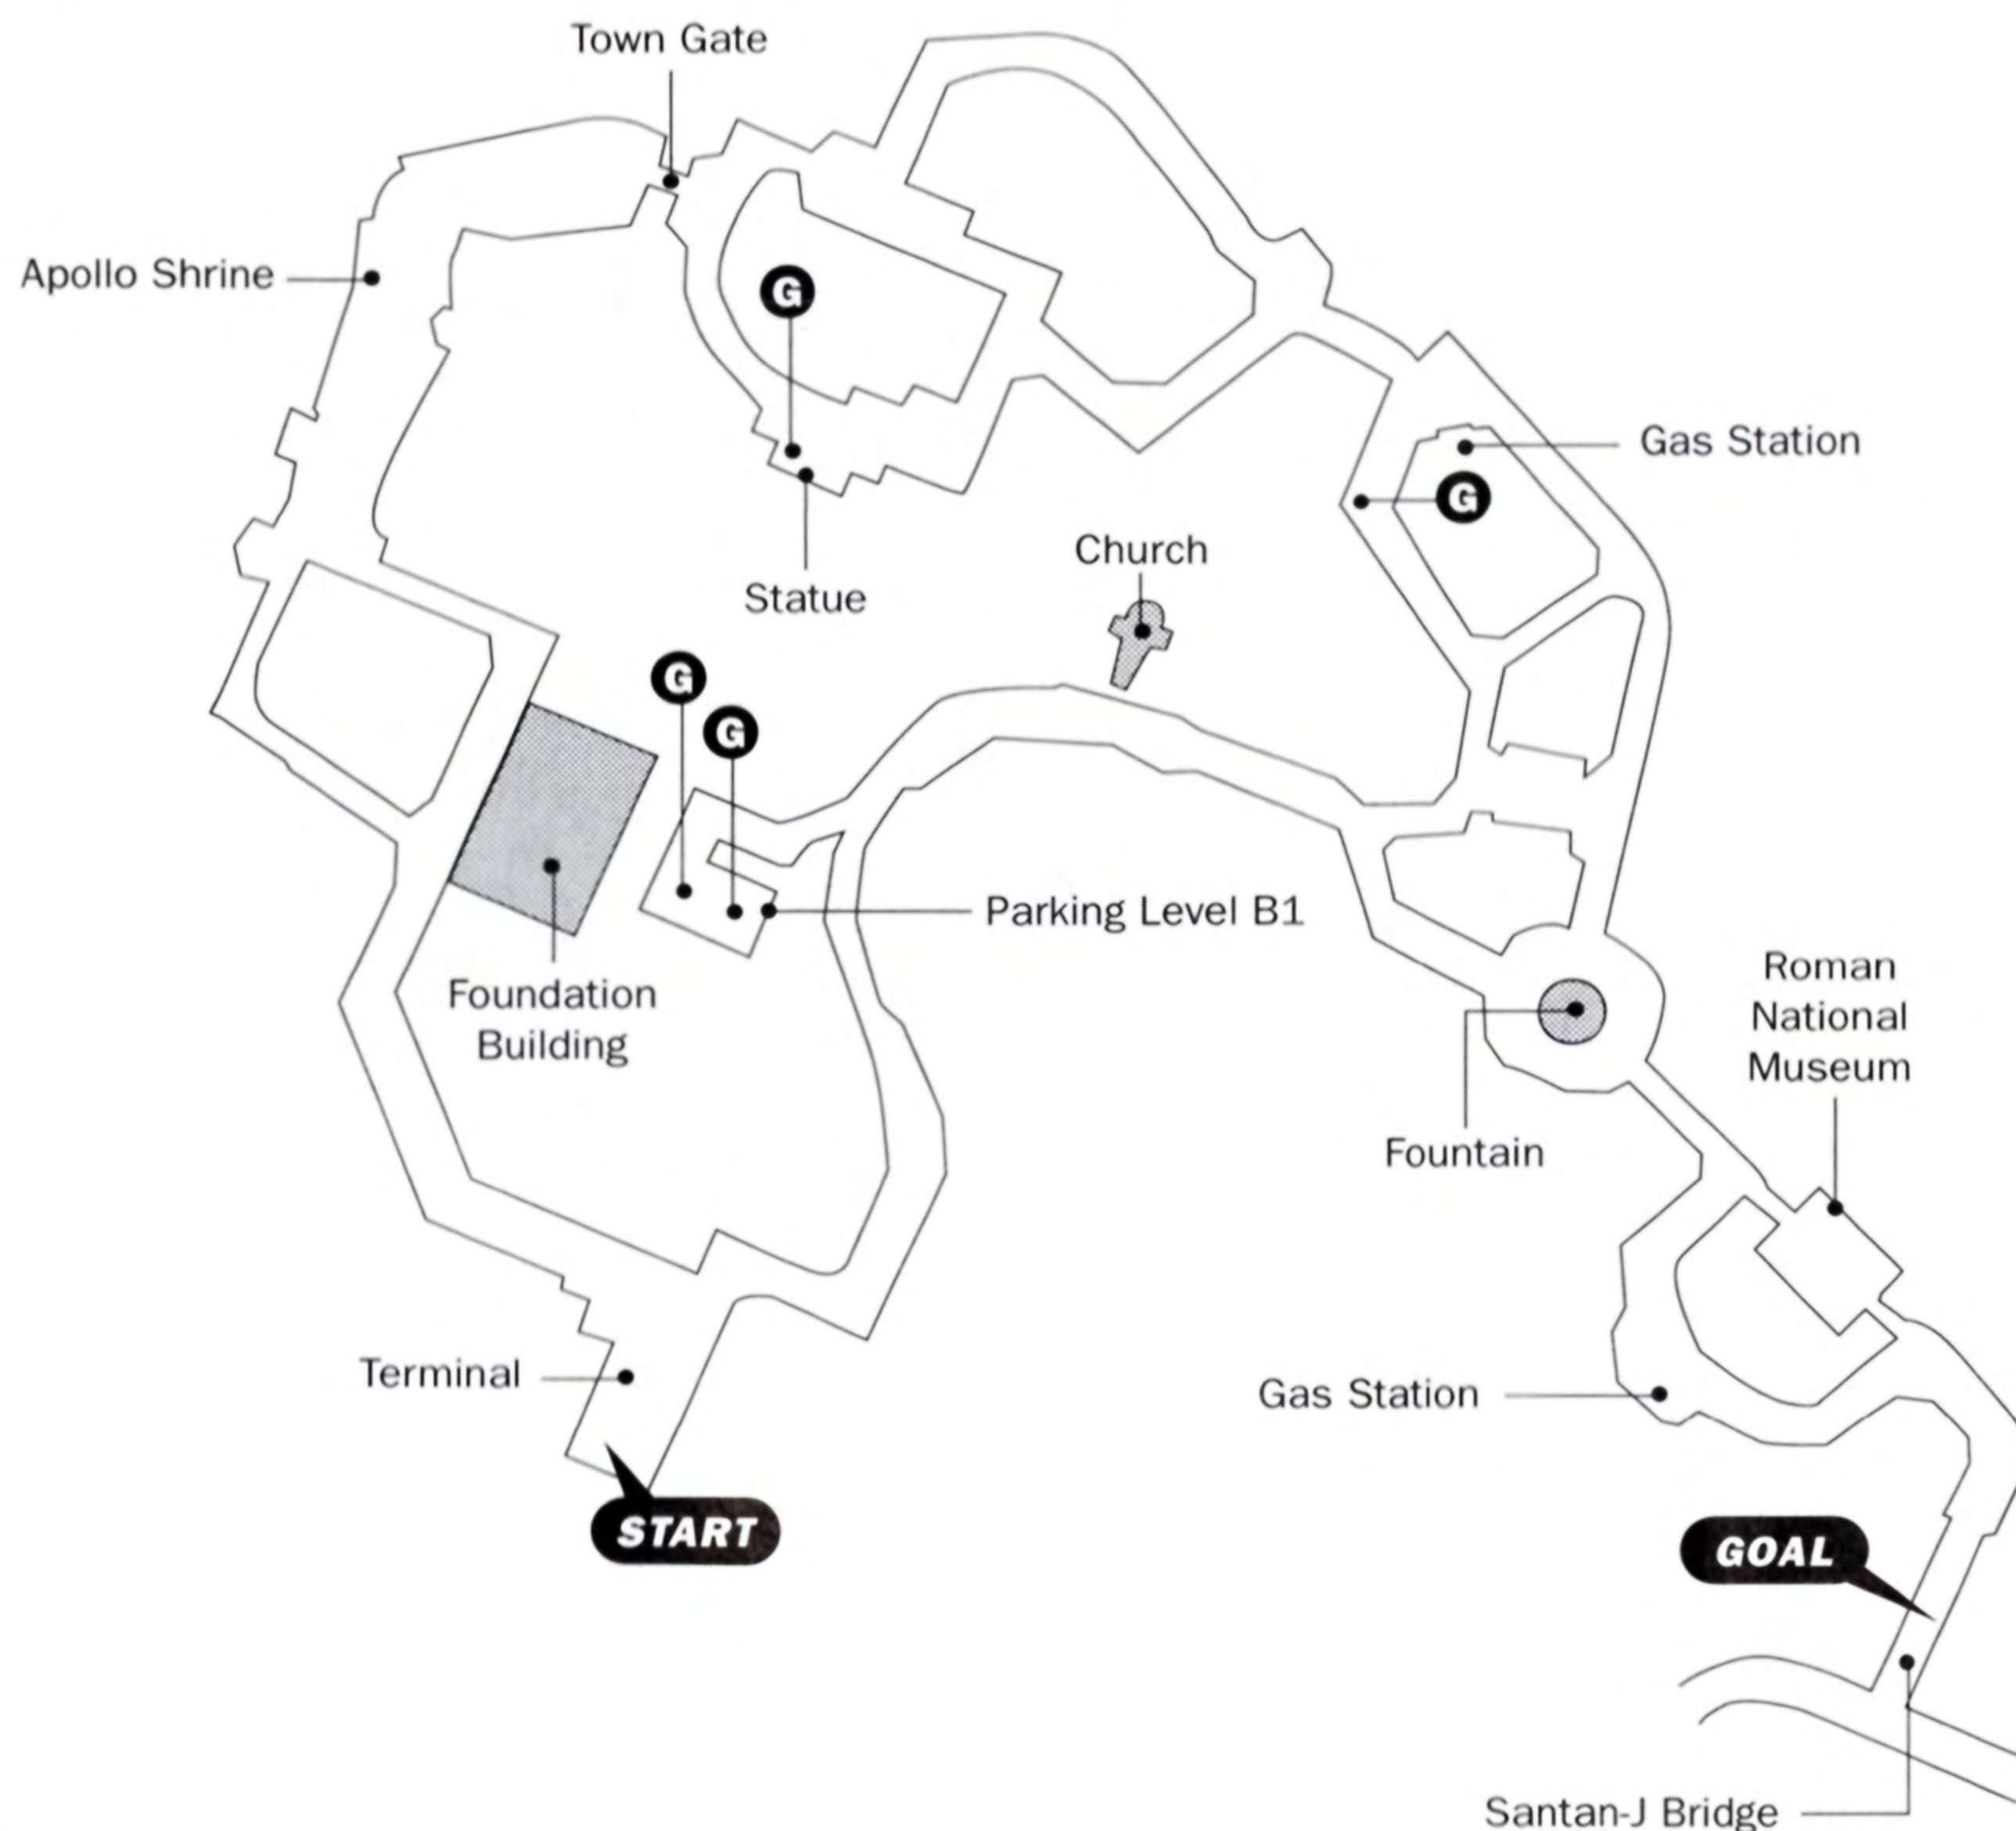 Town Gate
Apollo Shrine
G
Gas Station
G
Church
Statue
G
G
Parking Level B1
Foundation
Building
Roman
National
Museum
Fountain
Terminal
Gas Station
START
GOAL
Santan-J Bridge